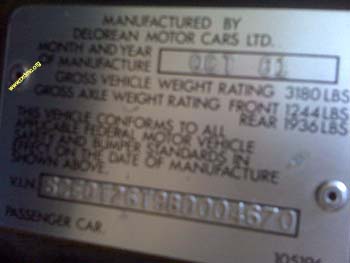 MANUFACTURED BY
DELOREAN MOTOR CARS LTD.
MONTH AND YEAR
OF MANUFACTURE OCT 81
GROSS VEHICLE WEIGHT RATING 3180 LBS
GROSS AXLE WEIGHT RATING FRONT 1244 LBS
REAR 1936 LBS
THIS VEHICLE CONFORMS TO ALL
FEDERAL MOTOR VEHICLE
AND BUMPER STANDARDS IN
EFFECT ON THE DATE OF MANUFACTURE
SHOWN ABOVE.
V.I.N.
PASSENGER CAR.
105196